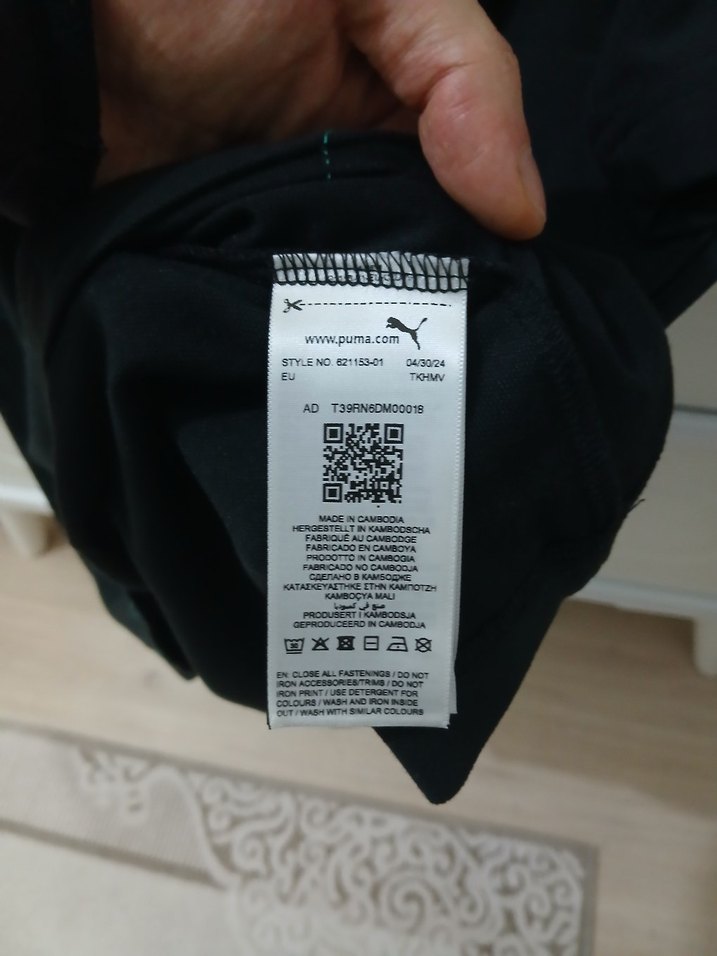 www.puma.com
STYLE NO. 621153-01 04/30/24
EU TKHMV
AD T39RN6DM00018
MADE IN CAMBODIA
HERGESTELLT IN KAMBODSCHA
FABRIQUÉ AU CAMBODGE
FABRICADO EN CAMBOYA
PRODOTTO IN CAMBOGIA
FABRICADO NO CAMBODJA
СДЕЛАНО В КАМБОДЖЕ
ΚΑΤΑΣΚΕΥΑΣΤΗΚΕ ΣΤΗΝ ΚΑΜΠΟΤΖΗ
KAMBOÇYA MALI
صنع في كمبوديا
PRODUSERT I KAMBODSJA
GEPRODUCEERD IN CAMBODJA
30
EN: CLOSE ALL FASTENINGS / DO NOT
IRON ACCESSORIES/TRIMS / DO NOT
IRON PRINT / USE DETERGENT FOR
COLOURS / WASH AND IRON INSIDE
OUT / WASH WITH SIMILAR COLOURS